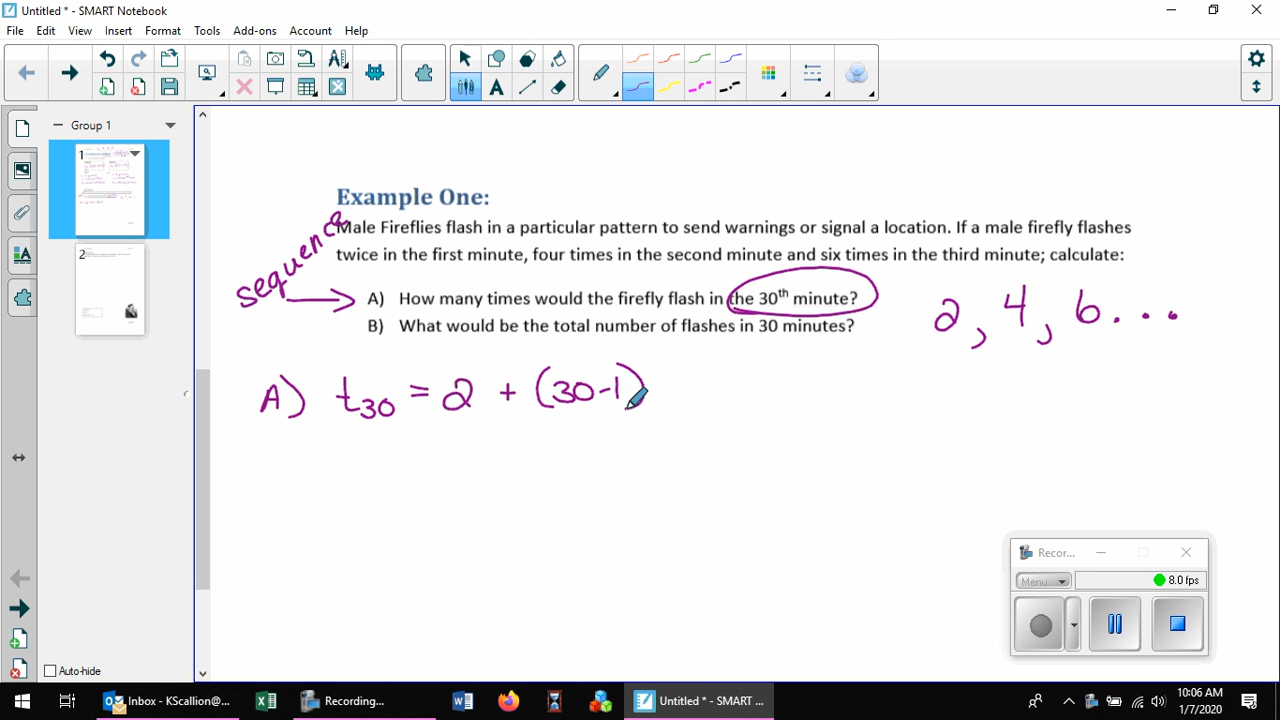 Untitled * - SMART Notebook
File Edit View Insert Format Tools Add-ons Account Help
Group 1
1
2
Example One:
Male Fireflies flash in a particular pattern to send warnings or signal a location. If a male firefly flashes
twice in the first minute, four times in the second minute and six times in the third minute; calculate:
sequence
A) How many times would the firefly flash in the 30th minute?
B) What would be the total number of flashes in 30 minutes?
2, 4, 6...
A) t30 = 2 + (30-1)
Recor...
Menu
8.0 fps
Auto-hide
Inbox - KScallion@...
Recording...
Untitled * - SMART ...
10:06 AM
1/7/2020